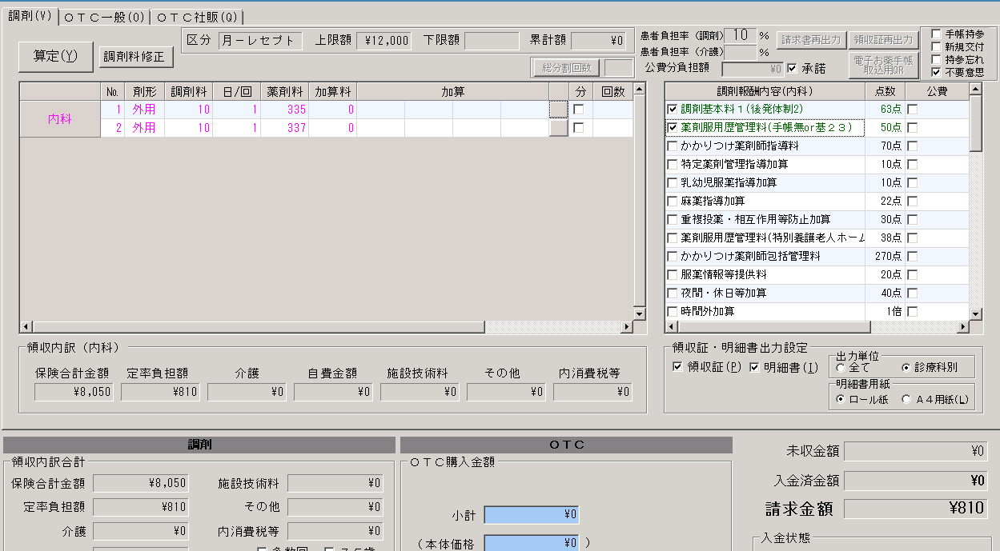 調剤(V) ＯＴＣ一般(O) ＯＴＣ社販(Q)
算定(Y) 調剤料修正
区分 月－レセプト 上限額 ¥12,000 下限額 累計額 ¥0
総分割回数
患者負担率（調剤） 10 %
患者負担率（介護） %
公費分負担額 ¥0 承諾
請求書再出力 領収証再出力
電子お薬手帳
取込用QR
手帳持参
新規交付
持参忘れ
不要意思
No. 剤形 調剤料 日/回 薬剤料 加算料 加算 分 回数
内科
1 外用 10 1 335 0
2 外用 10 1 337 0
調剤報酬内容(内科) 点数 公費
調剤基本料１(後発体制2) 63点
薬剤服用歴管理料(手帳無or基２３) 50点
かかりつけ薬剤師指導料 70点
特定薬剤管理指導加算 10点
乳幼児服薬指導加算 10点
麻薬指導加算 22点
重複投薬・相互作用等防止加算 30点
薬剤服用歴管理料(特別養護老人ホーム 38点
かかりつけ薬剤師包括管理料 270点
服薬情報等提供料 20点
夜間・休日等加算 40点
時間外加算 1倍
領収内訳（内科）
保険合計金額 定率負担額 介護 自費金額 施設技術料 その他 内消費税等
¥8,050 ¥810 ¥0 ¥0 ¥0 ¥0 ¥0
領収証・明細書出力設定
領収証(P) 明細書(I)
出力単位
全て 診療科別
明細書用紙
ロール紙 Ａ４用紙(L)
調剤
領収内訳合計
保険合計金額 ¥8,050 施設技術料 ¥0
定率負担額 ¥810 その他 ¥0
介護 ¥0 内消費税等 ¥0
多数回 ７５歳
ＯＴＣ
ＯＴＣ購入金額
小計 ¥0
（本体価格 ¥0 ）
未収金額 ¥0
入金済金額 ¥0
請求金額 ¥810
入金状態